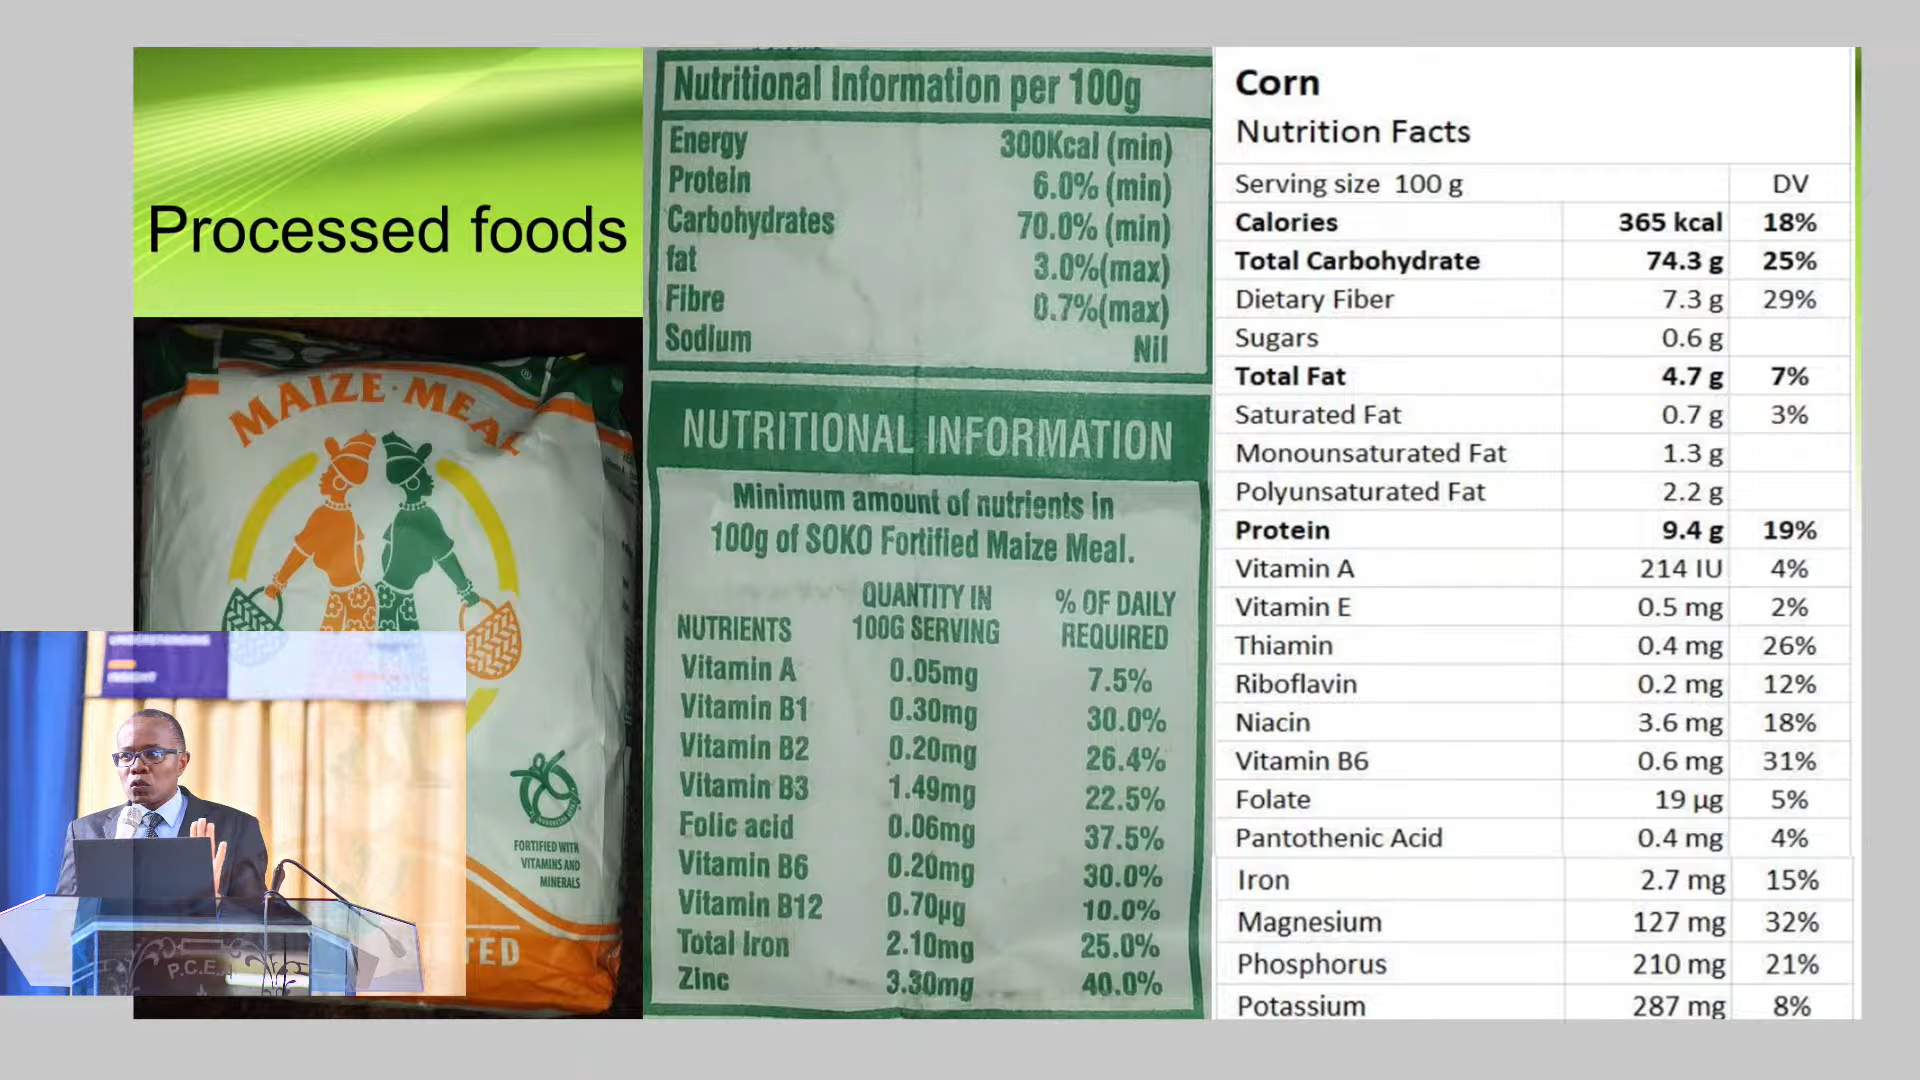 Processed foods
MAIZE·MEAL
®
FORTIFIED WITH
VITAMINS AND
MINERALS
TED
P.C.E.A
Nutritional Information per 100g
Energy 300Kcal (min)
Protein 6.0% (min)
Carbohydrates 70.0% (min)
fat 3.0%(max)
Fibre 0.7%(max)
Sodium Nil
NUTRITIONAL INFORMATION
Minimum amount of nutrients in
100g of SOKO Fortified Maize Meal.
NUTRIENTS QUANTITY IN 100G SERVING % OF DAILY REQUIRED
Vitamin A 0.05mg 7.5%
Vitamin B1 0.30mg 30.0%
Vitamin B2 0.20mg 26.4%
Vitamin B3 1.49mg 22.5%
Folic acid 0.06mg 37.5%
Vitamin B6 0.20mg 30.0%
Vitamin B12 0.70µg 10.0%
Total Iron 2.10mg 25.0%
Zinc 3.30mg 40.0%
Corn
Nutrition Facts
Serving size 100 g DV
Calories 365 kcal 18%
Total Carbohydrate 74.3 g 25%
Dietary Fiber 7.3 g 29%
Sugars 0.6 g
Total Fat 4.7 g 7%
Saturated Fat 0.7 g 3%
Monounsaturated Fat 1.3 g
Polyunsaturated Fat 2.2 g
Protein 9.4 g 19%
Vitamin A 214 IU 4%
Vitamin E 0.5 mg 2%
Thiamin 0.4 mg 26%
Riboflavin 0.2 mg 12%
Niacin 3.6 mg 18%
Vitamin B6 0.6 mg 31%
Folate 19 µg 5%
Pantothenic Acid 0.4 mg 4%
Iron 2.7 mg 15%
Magnesium 127 mg 32%
Phosphorus 210 mg 21%
Potassium 287 mg 8%